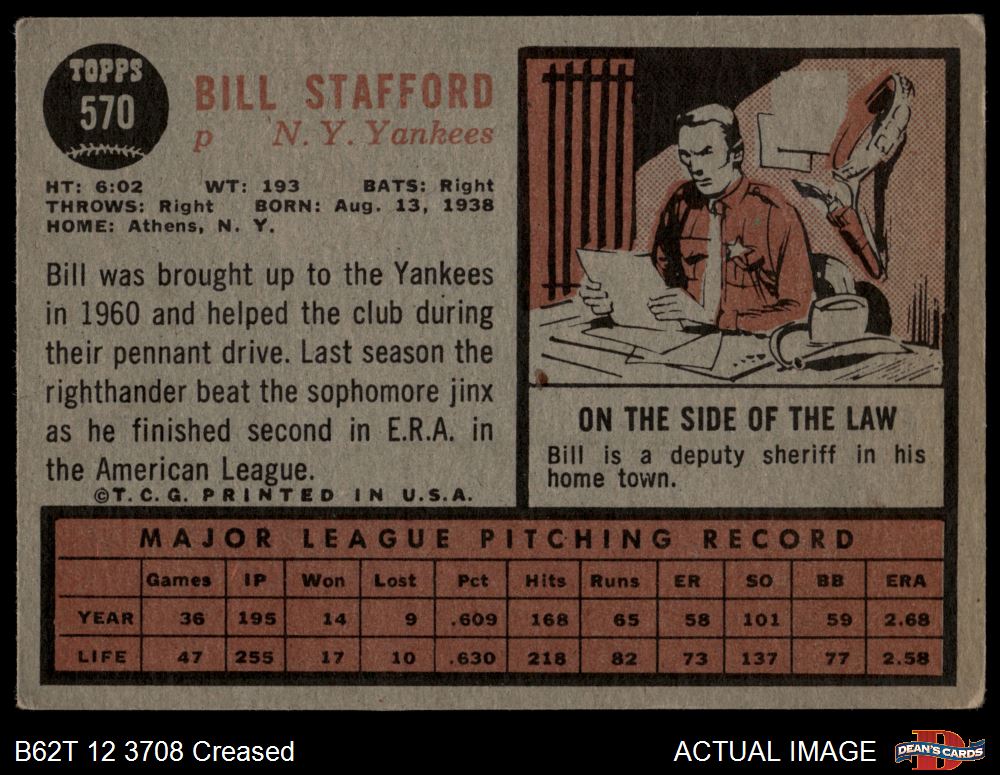 TOPPS
570
BILL STAFFORD
p N. Y. Yankees
HT: 6:02 WT: 193 BATS: Right
THROWS: Right BORN: Aug. 13, 1938
HOME: Athens, N. Y.
Bill was brought up to the Yankees
in 1960 and helped the club during
their pennant drive. Last season the
righthander beat the sophomore jinx
as he finished second in E.R.A. in
the American League.
©T. C. G. PRINTED IN U.S.A.
ON THE SIDE OF THE LAW
Bill is a deputy sheriff in his
home town.
MAJOR LEAGUE PITCHING RECORD
Games IP Won Lost Pct Hits Runs ER SO BB ERA
YEAR 36 195 14 9 .609 168 65 58 101 59 2.68
LIFE 47 255 17 10 .630 218 82 73 137 77 2.58
B62T 12 3708 Creased
ACTUAL IMAGE
D
DEAN'S CARDS